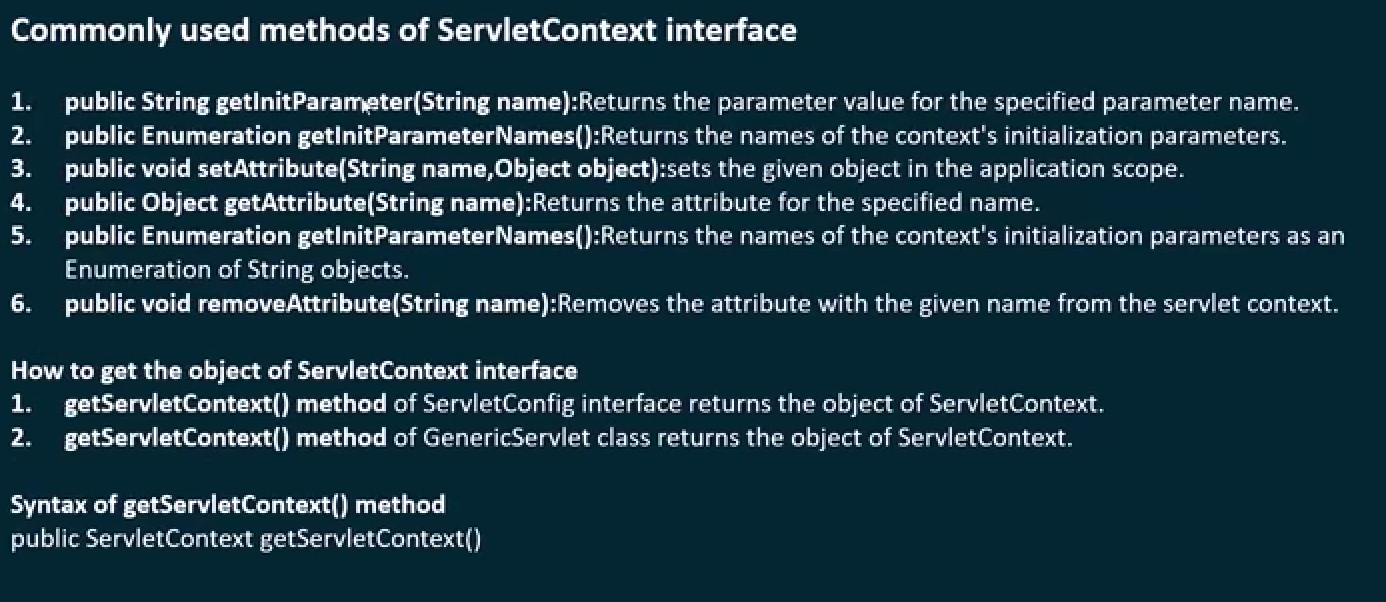 Commonly used methods of ServletContext interface
1. public String getInitParameter(String name):Returns the parameter value for the specified parameter name.
2. public Enumeration getInitParameterNames():Returns the names of the context's initialization parameters.
3. public void setAttribute(String name,Object object):sets the given object in the application scope.
4. public Object getAttribute(String name):Returns the attribute for the specified name.
5. public Enumeration getInitParameterNames():Returns the names of the context's initialization parameters as an
Enumeration of String objects.
6. public void removeAttribute(String name):Removes the attribute with the given name from the servlet context.
How to get the object of ServletContext interface
1. getServletContext() method of ServletConfig interface returns the object of ServletContext.
2. getServletContext() method of GenericServlet class returns the object of ServletContext.
Syntax of getServletContext() method
public ServletContext getServletContext()